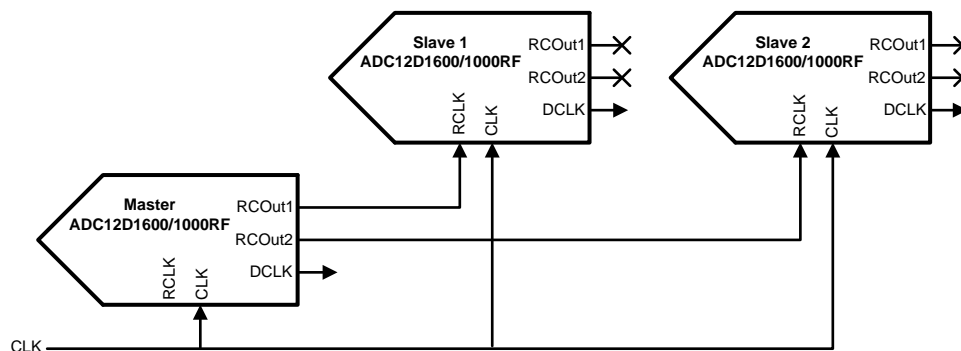 Slave 1
ADC12D1600/1000RF
RCOut1
RCOut2
DCLK
RCLK
CLK
Slave 2
ADC12D1600/1000RF
RCOut1
RCOut2
DCLK
RCLK
CLK
Master
ADC12D1600/1000RF
RCOut1
RCOut2
DCLK
RCLK
CLK
CLK